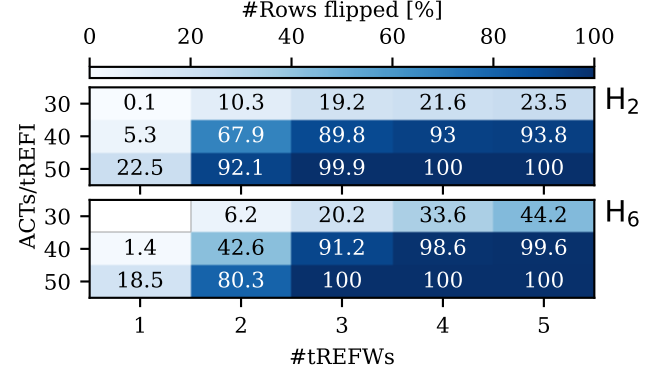 #Rows flipped [%]
0 20 40 60 80 100
30 0.1 10.3 19.2 21.6 23.5 H2
40 5.3 67.9 89.8 93 93.8
50 22.5 92.1 99.9 100 100
ACTs/tREFI
30 6.2 20.2 33.6 44.2 H6
40 1.4 42.6 91.2 98.6 99.6
50 18.5 80.3 100 100 100
1 2 3 4 5
#tREFWs